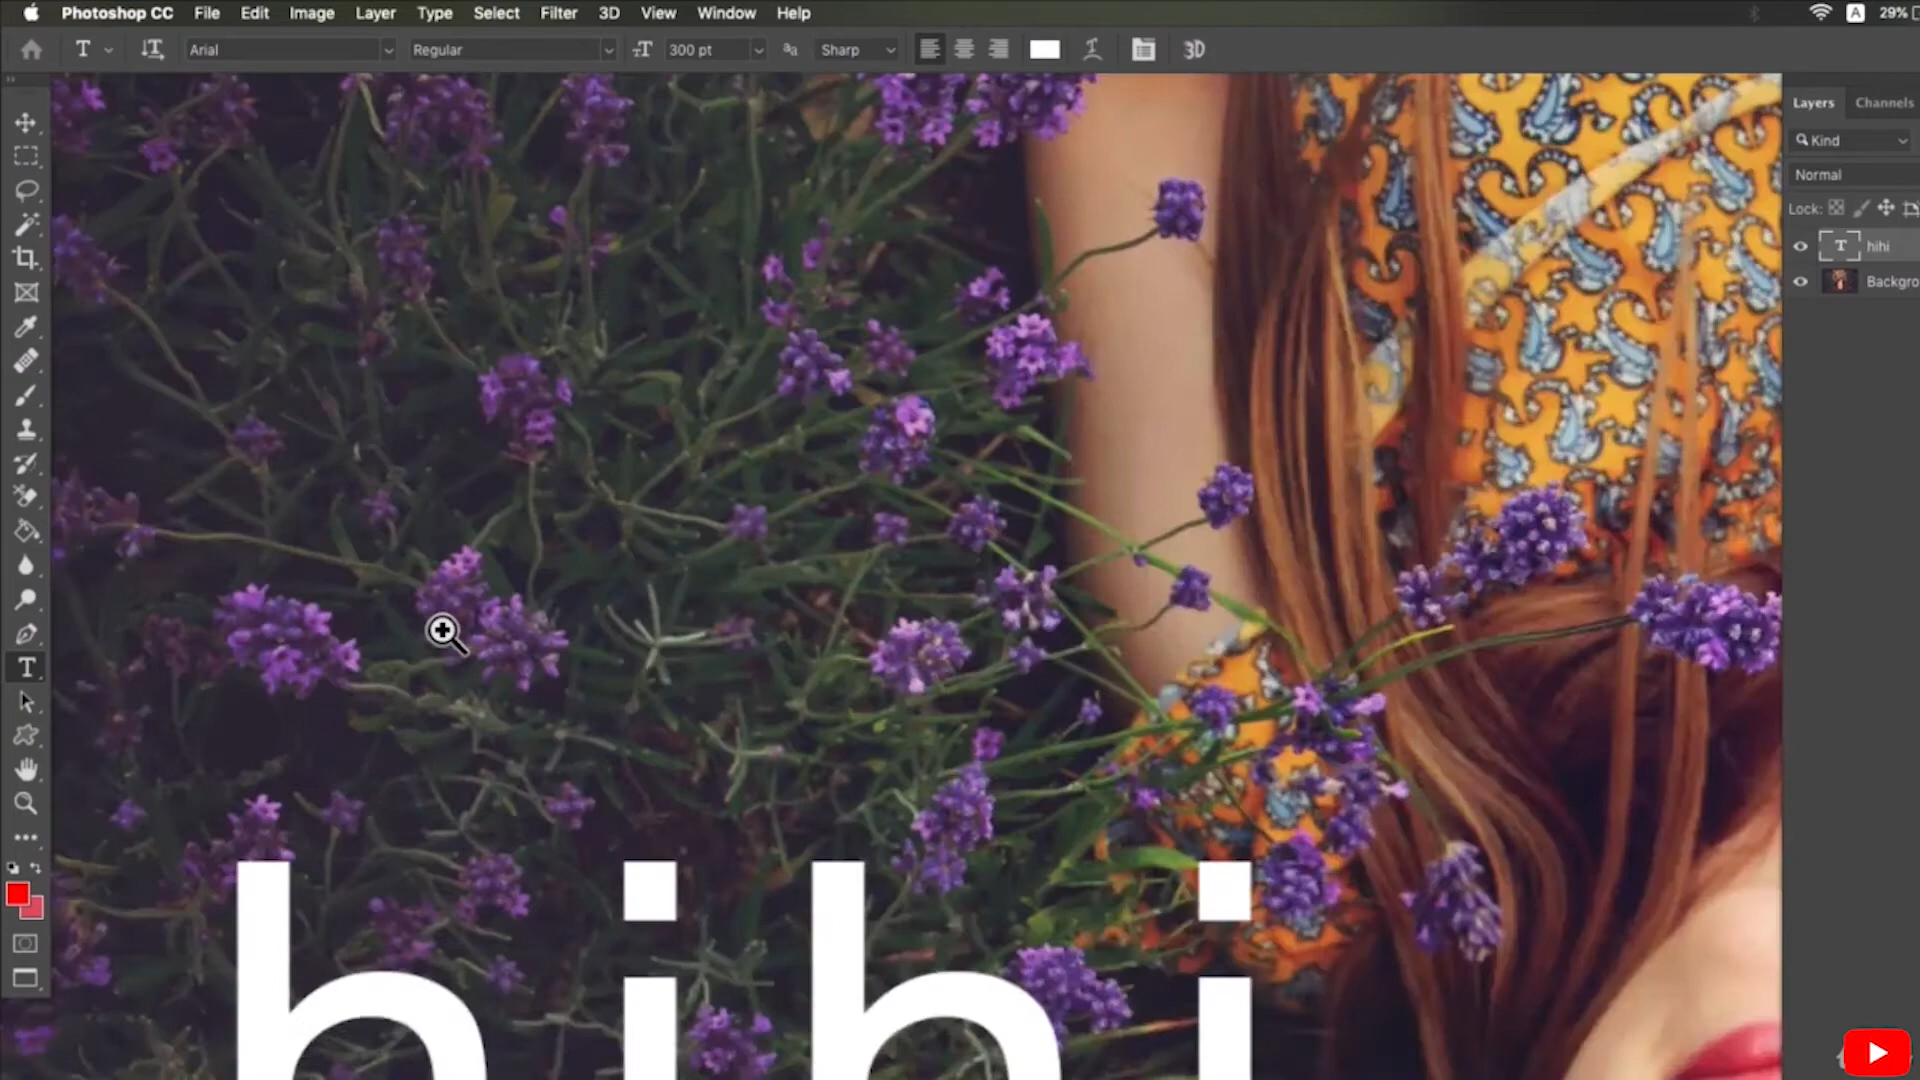 Photoshop CC File Edit Image Layer Type Select Filter 3D View Window Help A 29%
T T Arial Regular T 300 pt aa Sharp T 3D
Layers Channels
Kind
Normal
Lock:
T hihi
Backgro
T
hihi